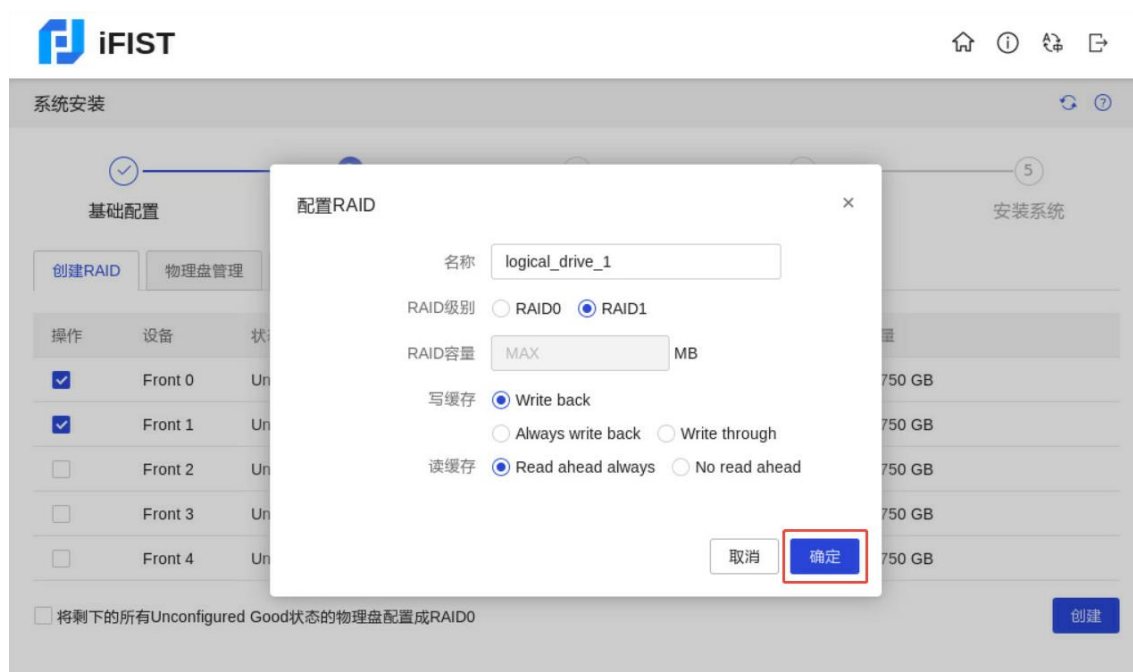 iFIST
系统安装
5
基础配置
安装系统
创建RAID
物理盘管理
配置RAID
×
名称 logical_drive_1
RAID级别 RAID0 RAID1
RAID容量 MAX MB
写缓存 Write back
Always write back Write through
读缓存 Read ahead always No read ahead
取消 确定
操作 设备 状 量
Front 0 Un 750 GB
Front 1 Un 750 GB
Front 2 Un 750 GB
Front 3 Un 750 GB
Front 4 Un 750 GB
将剩下的所有Unconfigured Good状态的物理盘配置成RAID0
创建